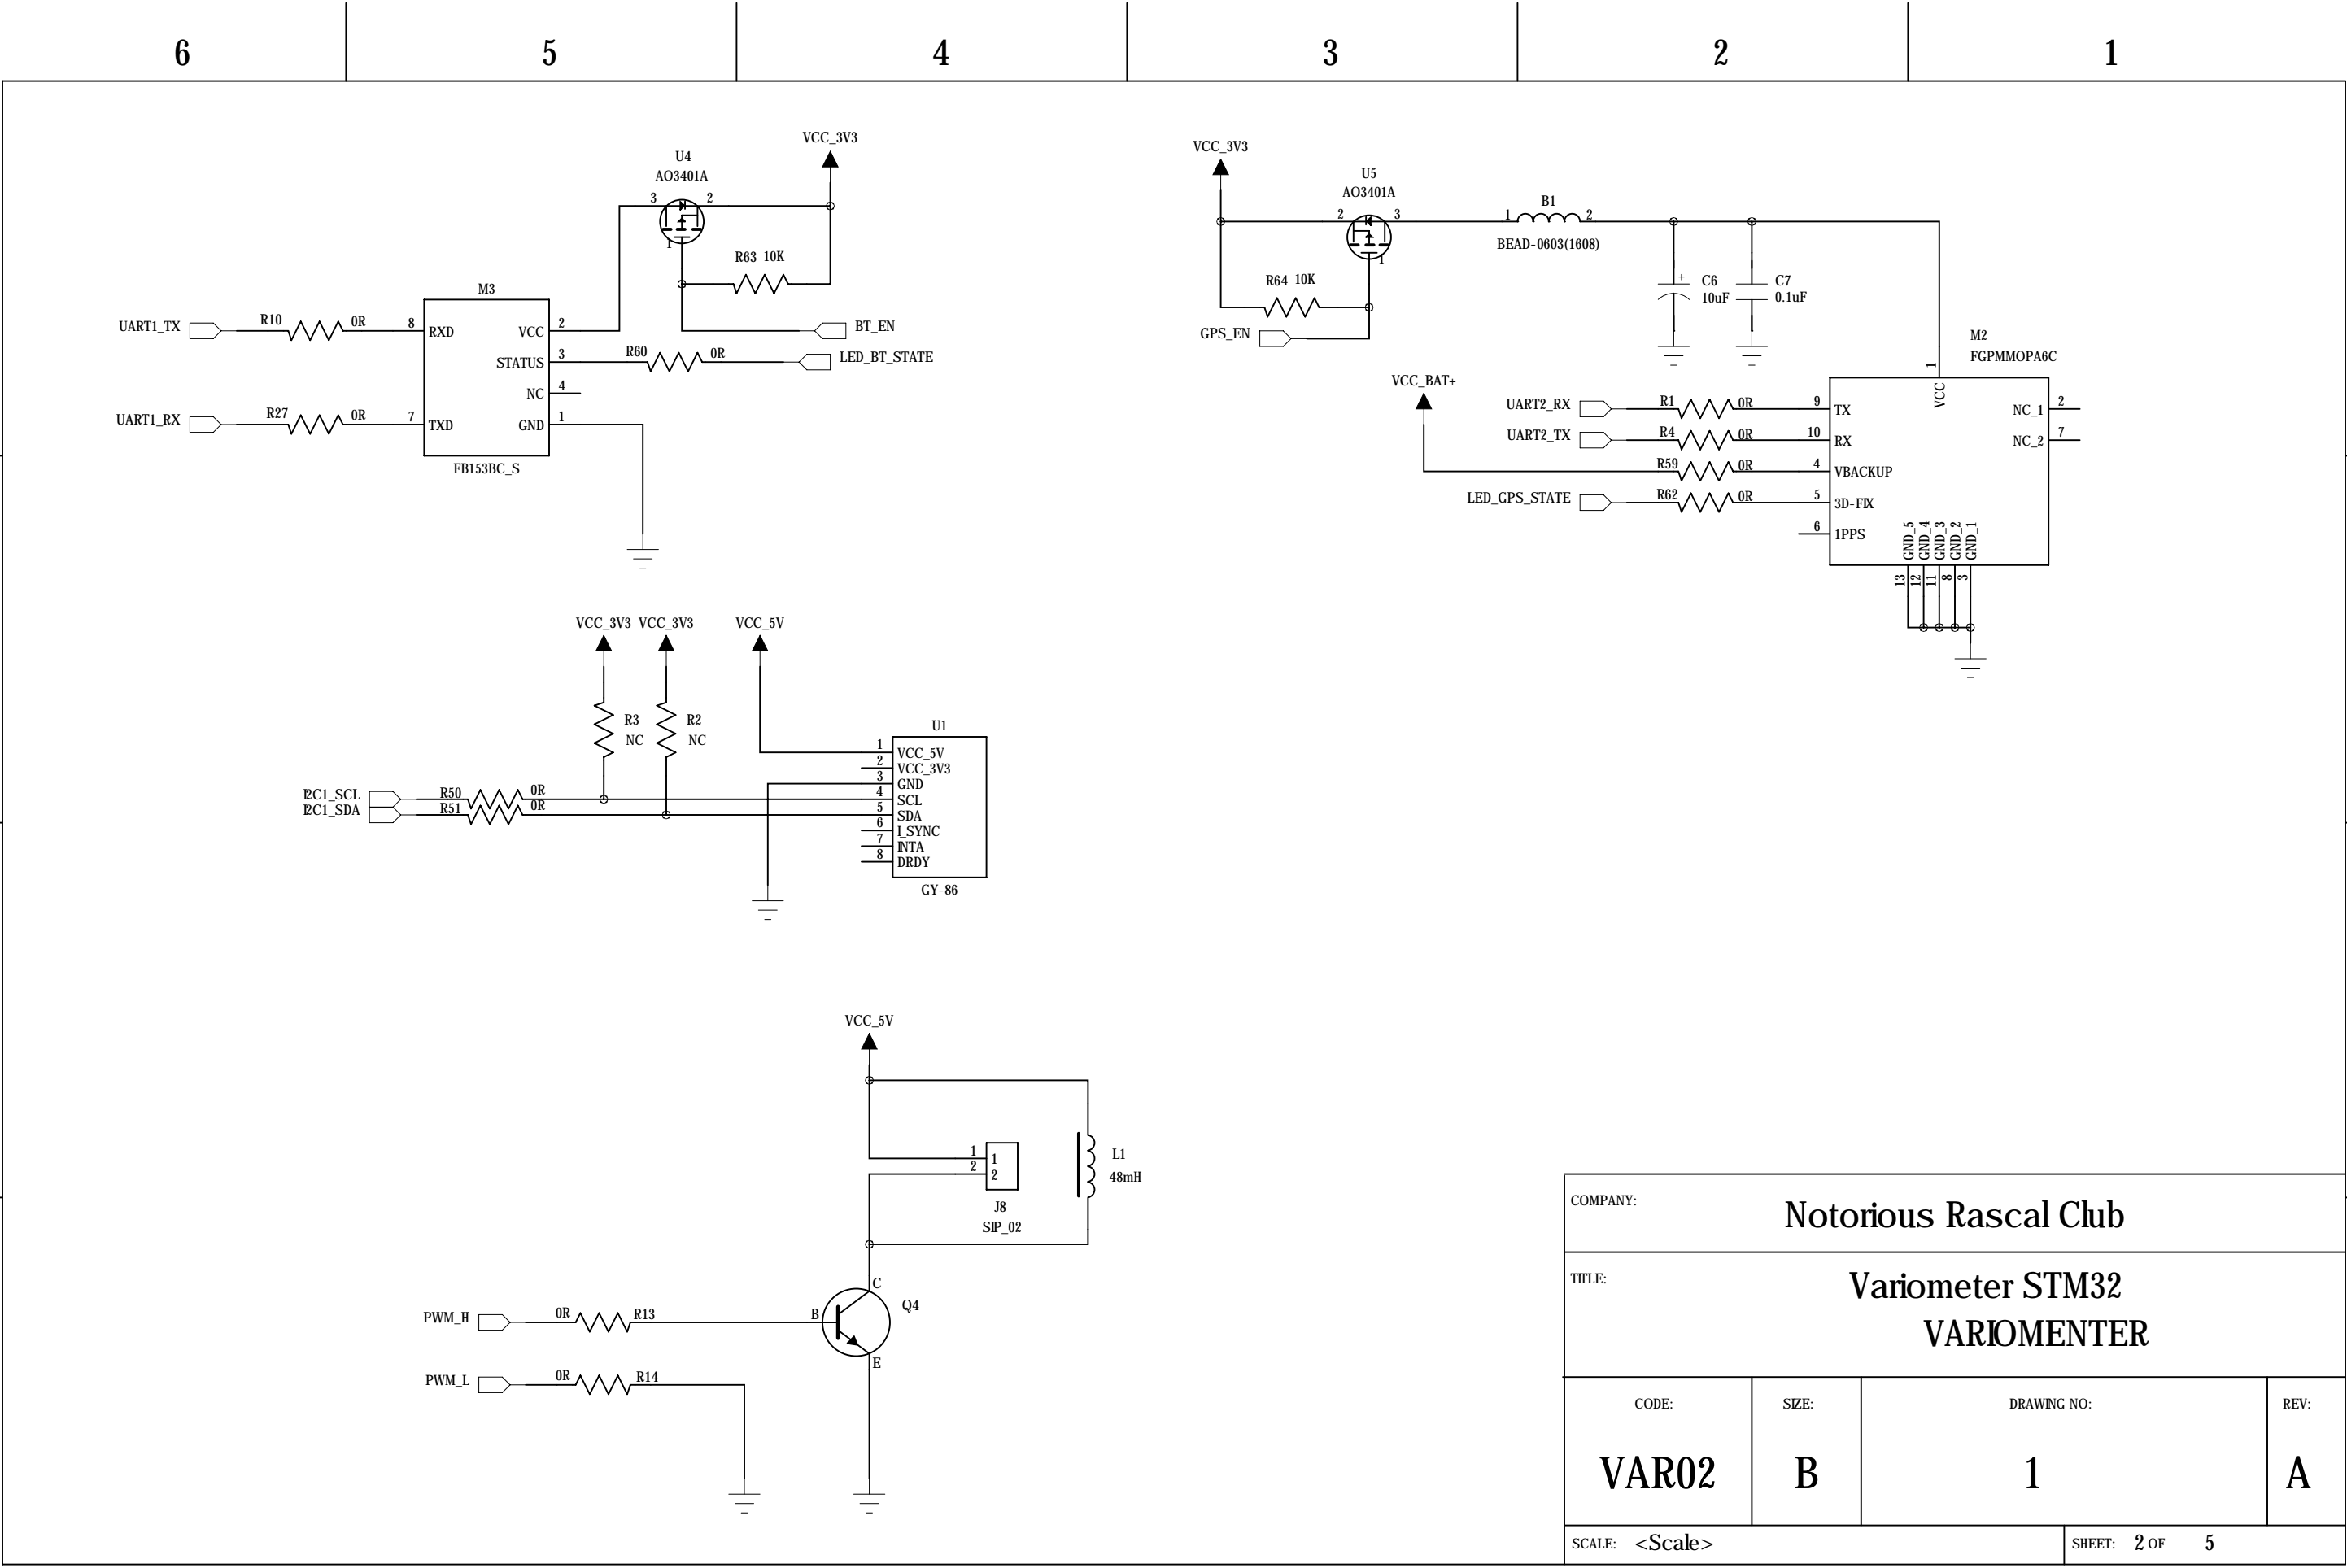 6 5 4 3 2 1
VCC_3V3
U4
AO3401A
3 2
1
R63 10K
M3
UART1_TX R10 0R 8 RXD VCC 2 BT_EN
STATUS 3 R60 0R LED_BT_STATE
NC 4
UART1_RX R27 0R 7 TXD GND 1
FB153BC_S
VCC_3V3
U5
AO3401A
2 3
1
B1
1 2
BEAD-0603(1608)
R64 10K
GPS_EN
+ C6
10uF
C7
0.1uF
M2
FGPMMOPA6C
1
VCC
VCC_BAT+
UART2_RX R1 0R 9 TX NC_1 2
UART2_TX R4 0R 10 RX NC_2 7
R59 0R 4 VBACKUP
LED_GPS_STATE R62 0R 5 3D-FIX
6 1PPS
GND_5 GND_4 GND_3 GND_2 GND_1
13 12 11 8 3
VCC_3V3 VCC_3V3 VCC_5V
R3 R2
NC NC
U1
1 VCC_5V
2 VCC_3V3
3 GND
I2C1_SCL R50 0R 4 SCL
I2C1_SDA R51 0R 5 SDA
6 I_SYNC
7 INTA
8 DRDY
GY-86
VCC_5V
1 1
2 2
J8
SIP_02
L1
48mH
C
Q4
PWM_H 0R R13 B
E
PWM_L 0R R14
COMPANY: Notorious Rascal Club
TITLE: Variometer STM32
VARIOMENTER
CODE: SIZE: DRAWING NO: REV:
VAR02 B 1 A
SCALE: <Scale> SHEET: 2 OF 5